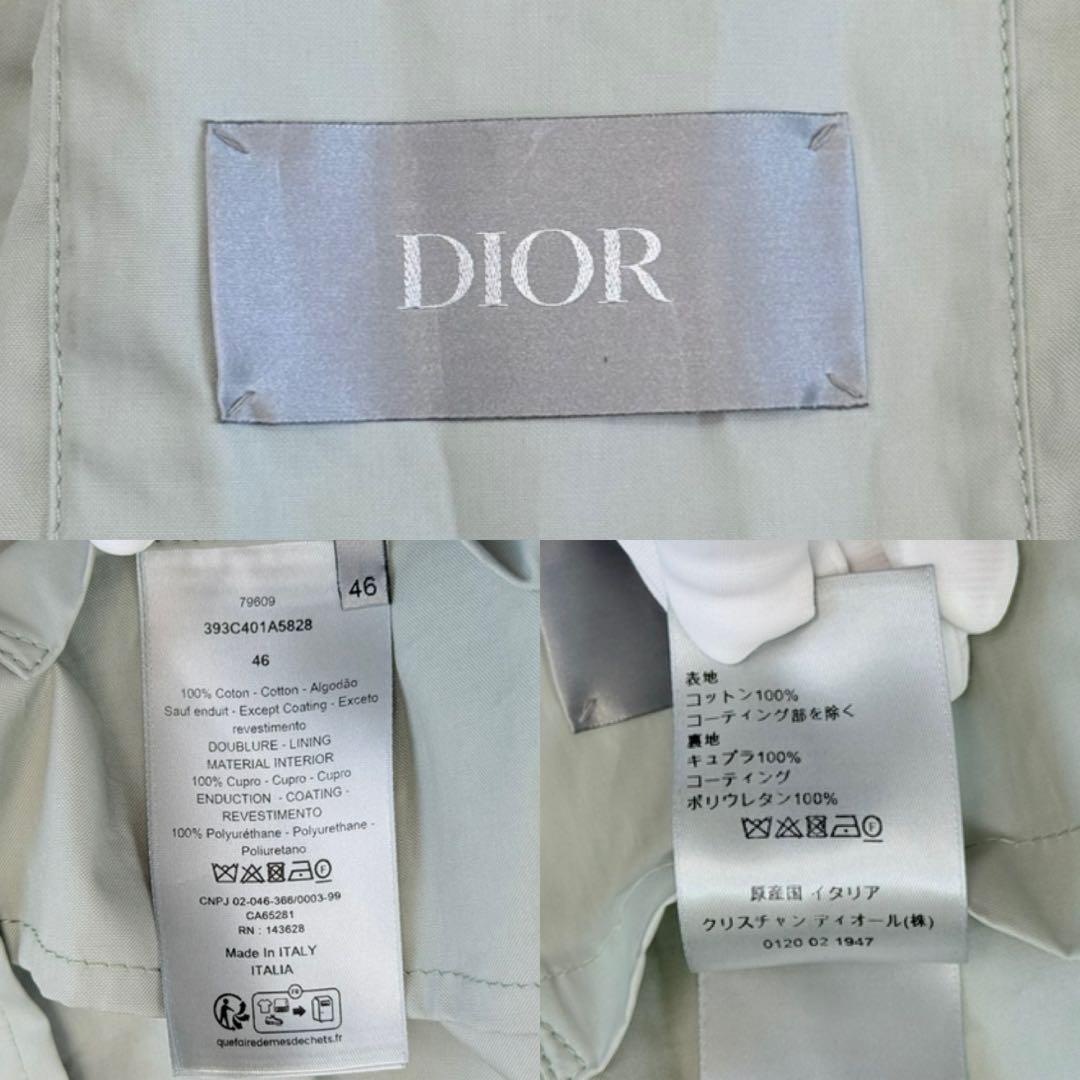 DIOR
46
79609
393C401A5828
46
100% Coton - Cotton - Algodão
Sauf enduit - Except Coating - Exceto
revestimento
DOUBLURE - LINING
MATERIAL INTERIOR
100% Cupro - Cupro - Cupro
ENDUCTION - COATING -
REVESTIMENTO
100% Polyuréthane - Polyurethane -
Poliuretano
F
CNPJ 02-046-366/0003-99
CA65281
RN : 143628
Made In ITALY
ITALIA
FR
quefairedemesdechets.fr
表地
コットン100%
コーティング部を除く
裏地
キュプラ100%
コーティング
ポリウレタン100%
F
原産国 イタリア
クリスチャン ディオール(株)
0120 02 1947